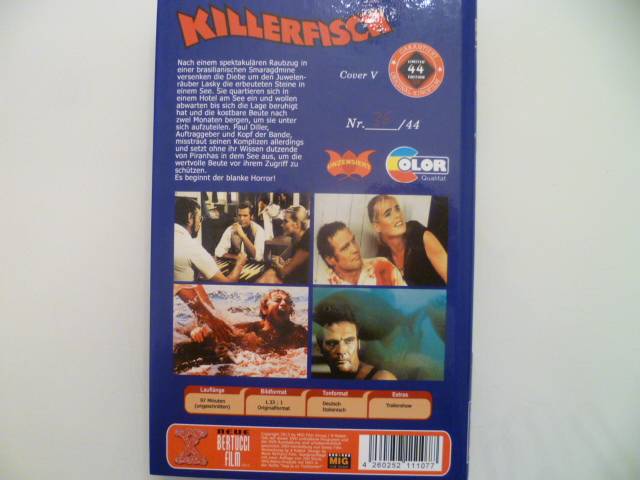 KILLERFISCH
Nach einem spektakulären Raubzug in
einer brasilianischen Smaragdmine
versenken die Diebe um den Juwelen-
räuber Lasky die erbeuteten Steine in
einem See. Sie quartieren sich in
einem Hotel am See ein und wollen
abwarten bis sich die Lage beruhigt
hat und die kostbare Beute nach
zwei Monaten bergen, um sie unter
sich aufzuteilen. Paul Diller,
Auftraggeber und Kopf der Bande,
misstraut seinen Komplizen allerdings
und setzt ohne ihr Wissen dutzende
von Piranhas in dem See aus, um die
wertvolle Beute vor ihrem Zugriff zu
schützen.
Es beginnt der blanke Horror!
Cover V
LIMITED
44
EDITION
Nr. /44
UNZENSIERT
COLOR
Qualität
Lauflänge
97 Minuten
(ungeschnitten)
Bildformat
1.33 : 1
Originalformat
Tonformat
Deutsch
Italienisch
Extras
Trailershow
NEUE
BERTUCCI
FILM
MIG
4 260252 111077